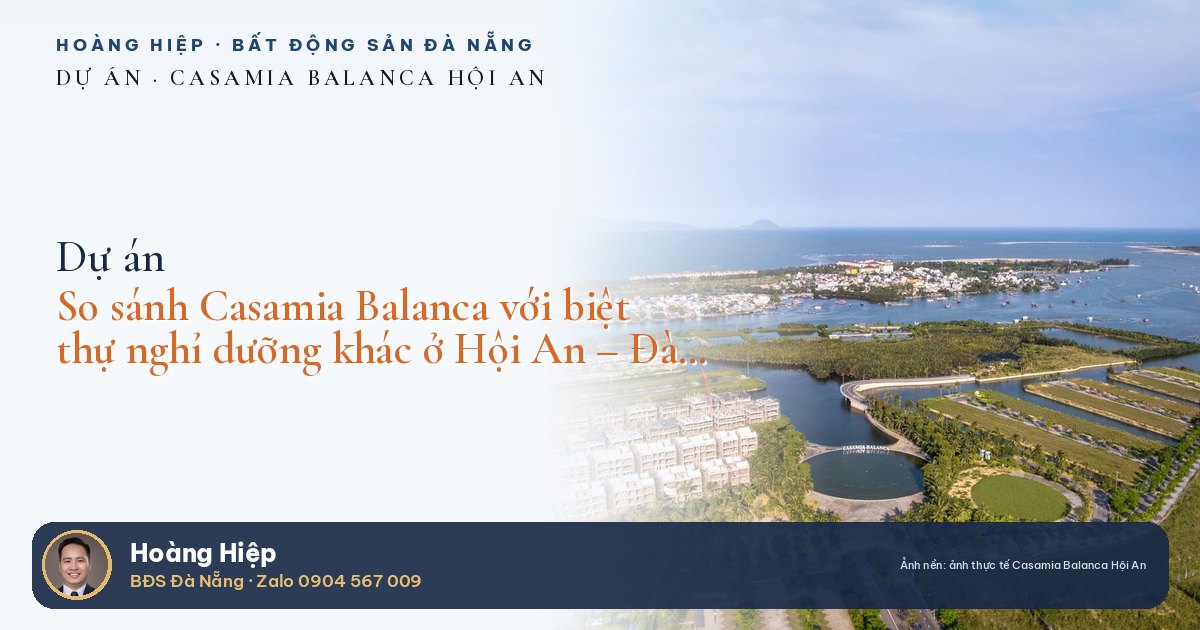 HOÀNG HIỆP · BẤT ĐỘNG SẢN ĐÀ NẴNG
DỰ ÁN · CASAMIA BALANCA HỘI AN
Dự án
So sánh Casamia Balanca với biệt
thự nghỉ dưỡng khác ở Hội An – Đà...
CASAMIA BALANCA
Hoàng Hiệp
BĐS Đà Nẵng · Zalo 0904 567 009
Ảnh nền: ảnh thực tế Casamia Balanca Hội An